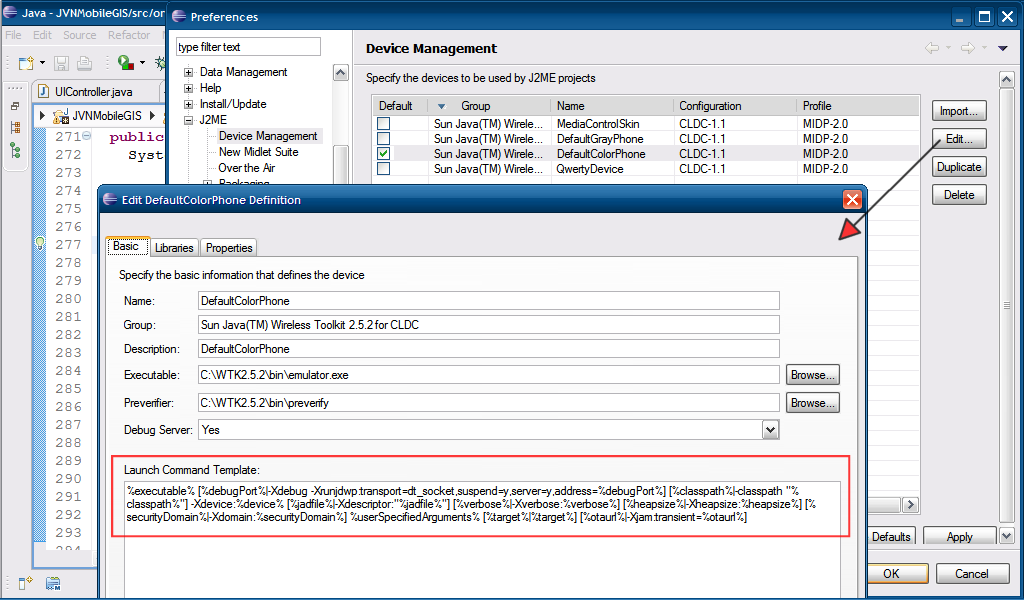 Java - JVNMobileGIS/src/or
File Edit Source Refactor
UIController.java
JVNMobileGIS
271 public
272 Syst
273
274
275
276
277
278
279
280
281
282
283
284
285
286
287
288
289
290
291
292
293
294
Preferences
type filter text
Data Management
Help
Install/Update
J2ME
Device Management
New Midlet Suite
Over the Air
Packaging
Device Management
Specify the devices to be used by J2ME projects
Default Group Name Configuration Profile
Sun Java(TM) Wirele... MediaControlSkin CLDC-1.1 MIDP-2.0
Sun Java(TM) Wirele... DefaultGrayPhone CLDC-1.1 MIDP-2.0
Sun Java(TM) Wirele... DefaultColorPhone CLDC-1.1 MIDP-2.0
Sun Java(TM) Wirele... QwertyDevice CLDC-1.1 MIDP-2.0
Import...
Edit...
Duplicate
Delete
Edit DefaultColorPhone Definition
Basic Libraries Properties
Specify the basic information that defines the device
Name: DefaultColorPhone
Group: Sun Java(TM) Wireless Toolkit 2.5.2 for CLDC
Description: DefaultColorPhone
Executable: C:\WTK2.5.2\bin\emulator.exe Browse...
Preverifier: C:\WTK2.5.2\bin\preverify Browse...
Debug Server: Yes
Launch Command Template:
%executable% [%debugPort%|-Xdebug -Xrunjdwp:transport=dt_socket,suspend=y,server=y,address=%debugPort%] [%classpath%|-classpath "%
classpath%"] -Xdevice:%device% [%jadfile%|-Xdescriptor:"%jadfile%"] [%verbose%|-Xverbose:%verbose%] [%heapsize%|-Xheapsize:%heapsize%] [%
securityDomain%|-Xdomain:%securityDomain%] %userSpecifiedArguments% [%target%|%target%] [%otaurl%|-Xjam:transient=%otaurl%]
Defaults Apply
OK Cancel